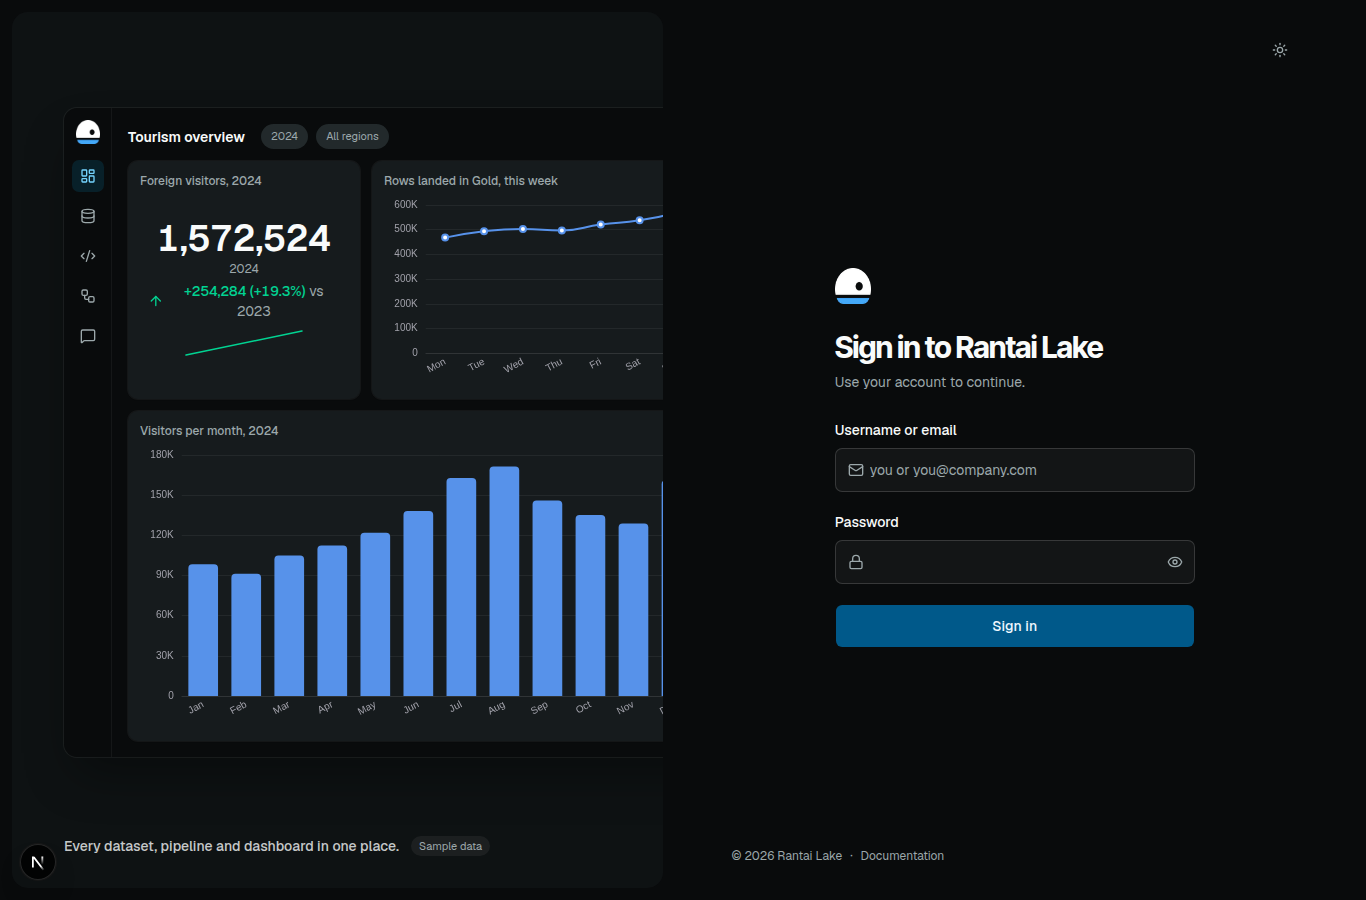 Tourism overview
2024
All regions
Foreign visitors, 2024
1,572,524
2024
+254,284 (+19.3%) vs
2023
Rows landed in Gold, this week
600K
500K
400K
300K
200K
100K
0
Mon
Tue
Wed
Thu
Fri
Sat
Visitors per month, 2024
180K
150K
120K
90K
60K
30K
0
Jan
Feb
Mar
Apr
May
Jun
Jul
Aug
Sep
Oct
Nov
Every dataset, pipeline and dashboard in one place.
Sample data
N
Sign in to Rantai Lake
Use your account to continue.
Username or email
you or you@company.com
Password
Sign in
© 2026 Rantai Lake · Documentation